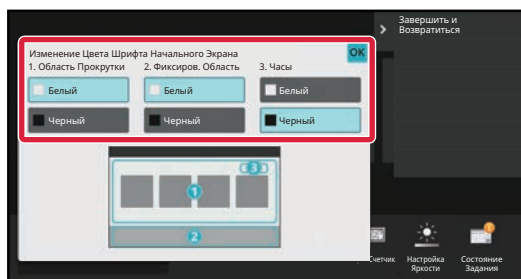 Завершить и
Возвратиться
Изменение Цвета Шрифта Начального Экрана
OK
1. Область Прокрутки 2. Фиксиров. Область 3. Часы
Белый Белый Белый
Черный Черный Черный
3
1
2
Счетчик Настройка Яркости Состояние Задания